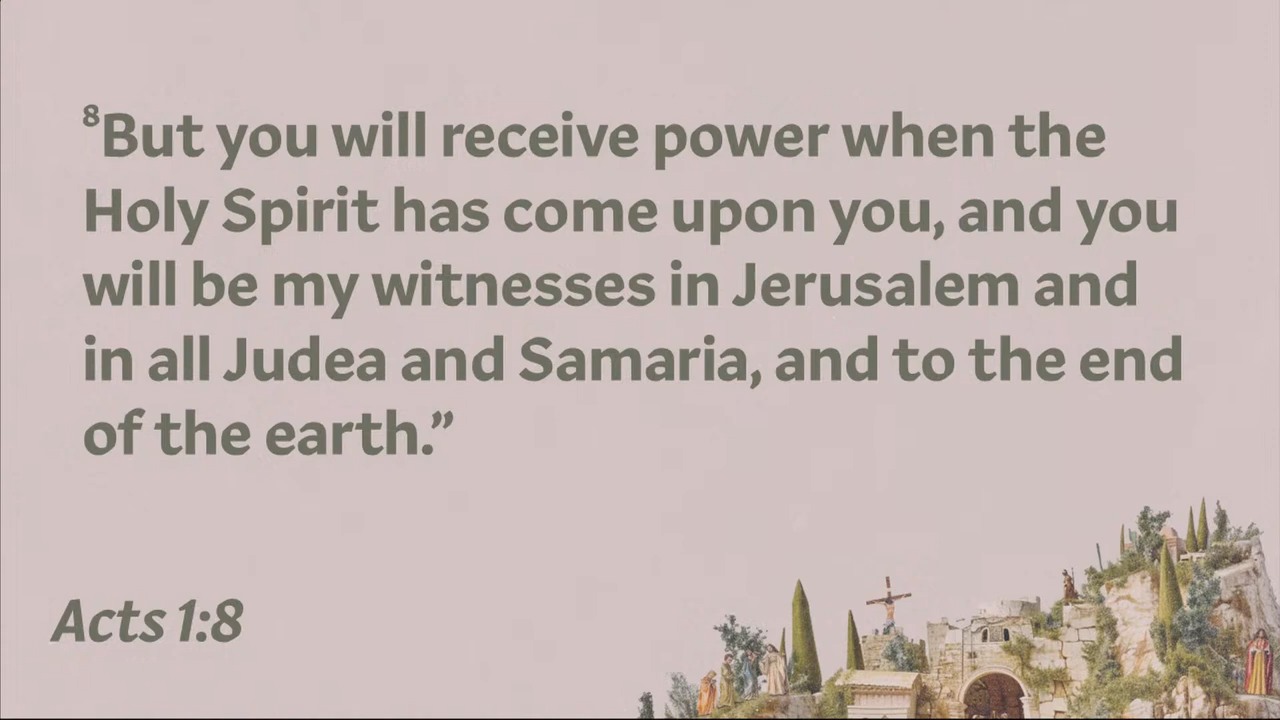 ⁸But you will receive power when the
Holy Spirit has come upon you, and you
will be my witnesses in Jerusalem and
in all Judea and Samaria, and to the end
of the earth.”
Acts 1:8